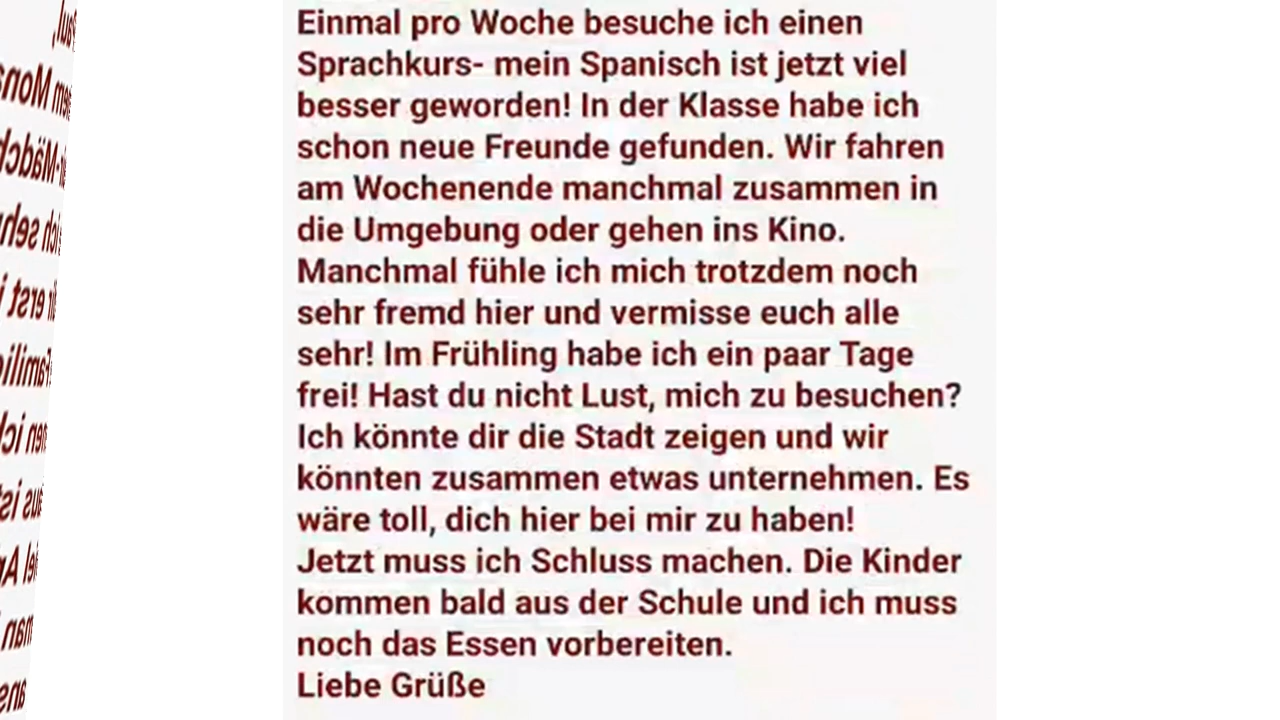 Einmal pro Woche besuche ich einen
Sprachkurs- mein Spanisch ist jetzt viel
besser geworden! In der Klasse habe ich
schon neue Freunde gefunden. Wir fahren
am Wochenende manchmal zusammen in
die Umgebung oder gehen ins Kino.
Manchmal fühle ich mich trotzdem noch
sehr fremd hier und vermisse euch alle
sehr! Im Frühling habe ich ein paar Tage
frei! Hast du nicht Lust, mich zu besuchen?
Ich könnte dir die Stadt zeigen und wir
könnten zusammen etwas unternehmen. Es
wäre toll, dich hier bei mir zu haben!
Jetzt muss ich Schluss machen. Die Kinder
kommen bald aus der Schule und ich muss
noch das Essen vorbereiten.
Liebe Grüße